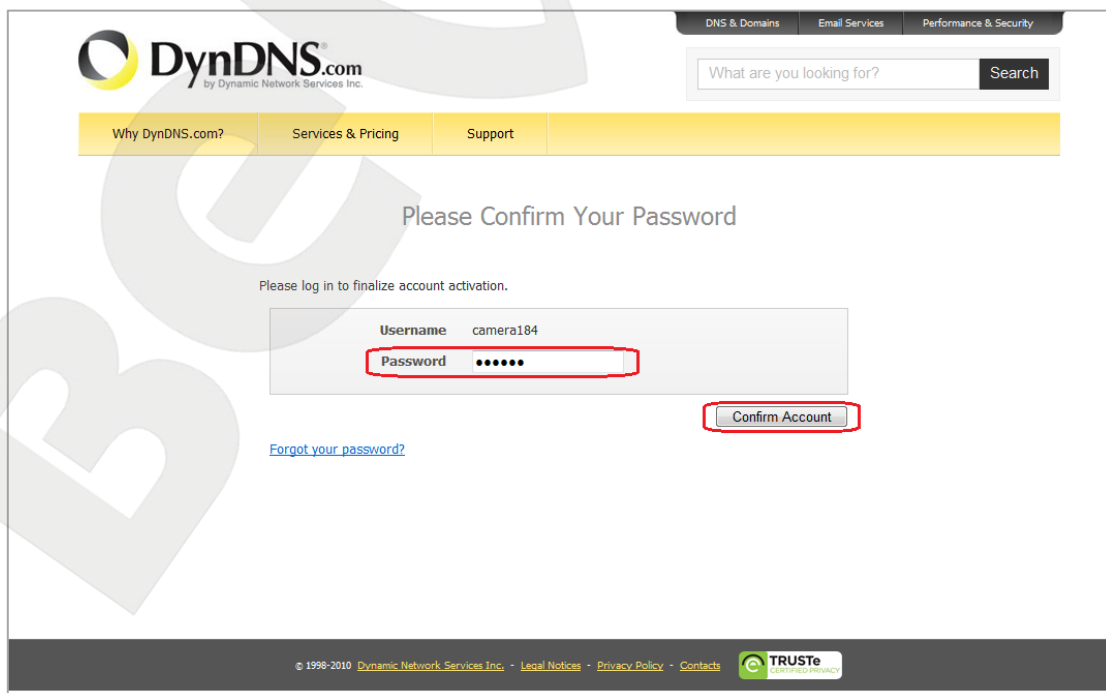 DNS & Domains Email Services Performance & Security
DynDNS.com
by Dynamic Network Services Inc.
What are you looking for? Search
Why DynDNS.com? Services & Pricing Support
Please Confirm Your Password
Please log in to finalize account activation.
Username camera184
Password ••••••
Confirm Account
Forgot your password?
© 1998-2010 Dynamic Network Services Inc. - Legal Notices - Privacy Policy - Contacts
TRUSTe
CERTIFIED PRIVACY